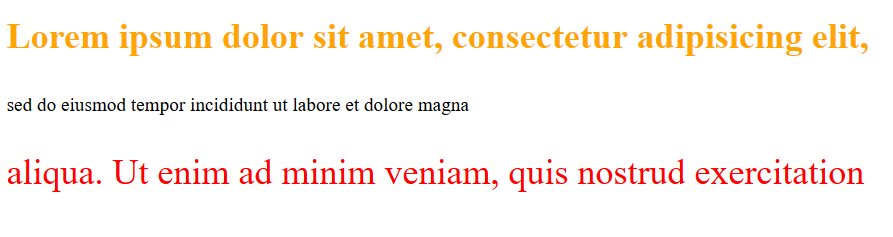 Lorem ipsum dolor sit amet, consectetur adipisicing elit,
sed do eiusmod tempor incididunt ut labore et dolore magna
aliqua. Ut enim ad minim veniam, quis nostrud exercitation